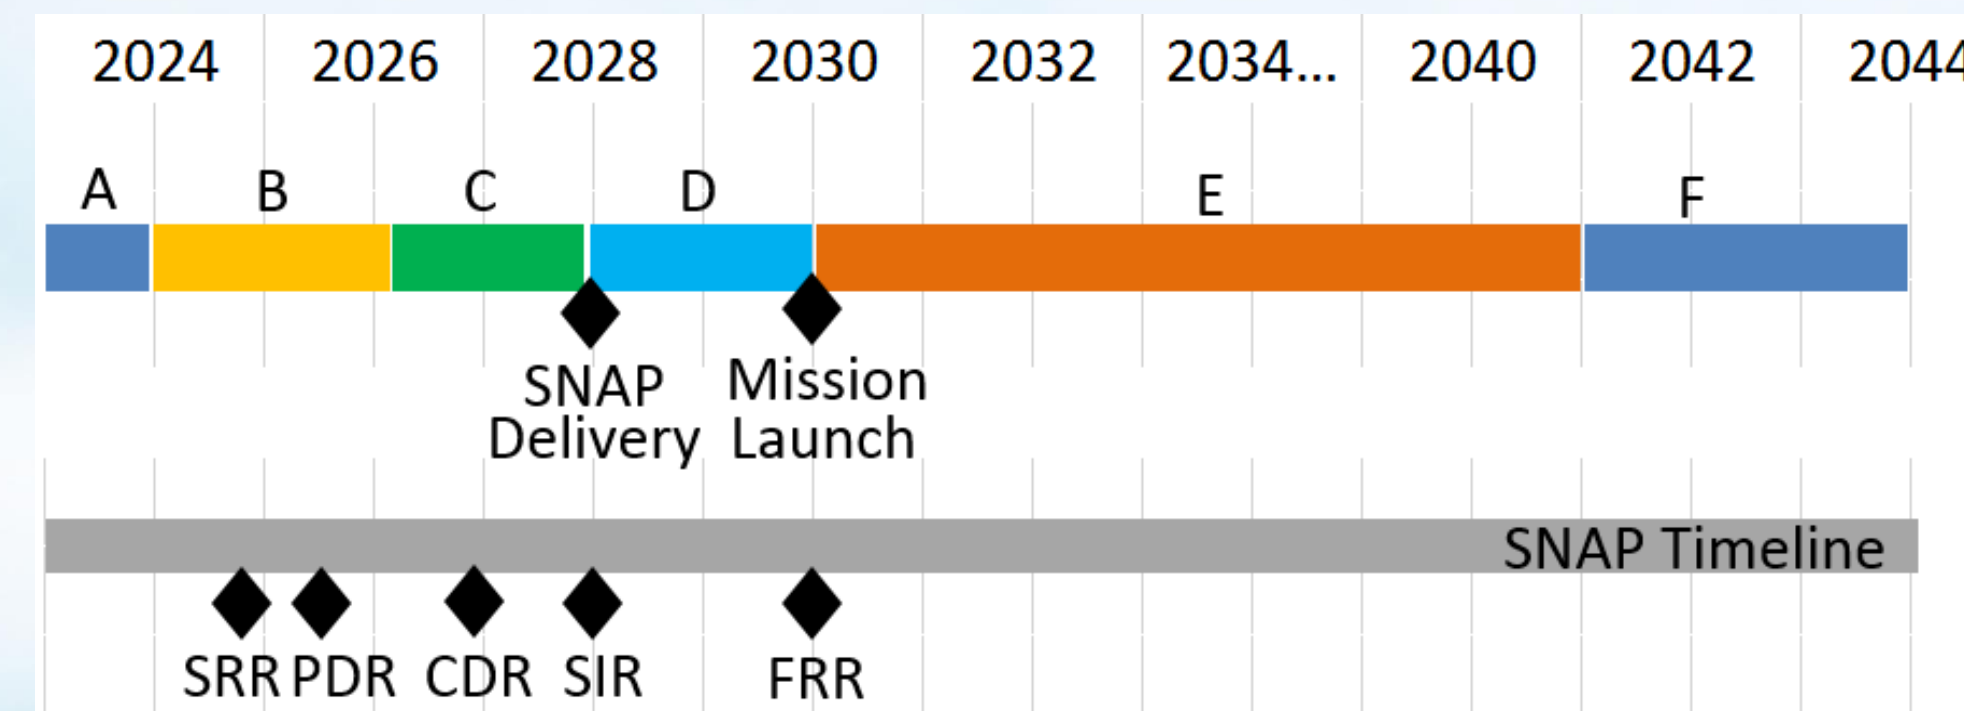 2024 2026 2028 2030 2032 2034... 2040 2042 2044
A B C D E F
SNAP Delivery
Mission Launch
SNAP Timeline
SRR PDR CDR SIR FRR